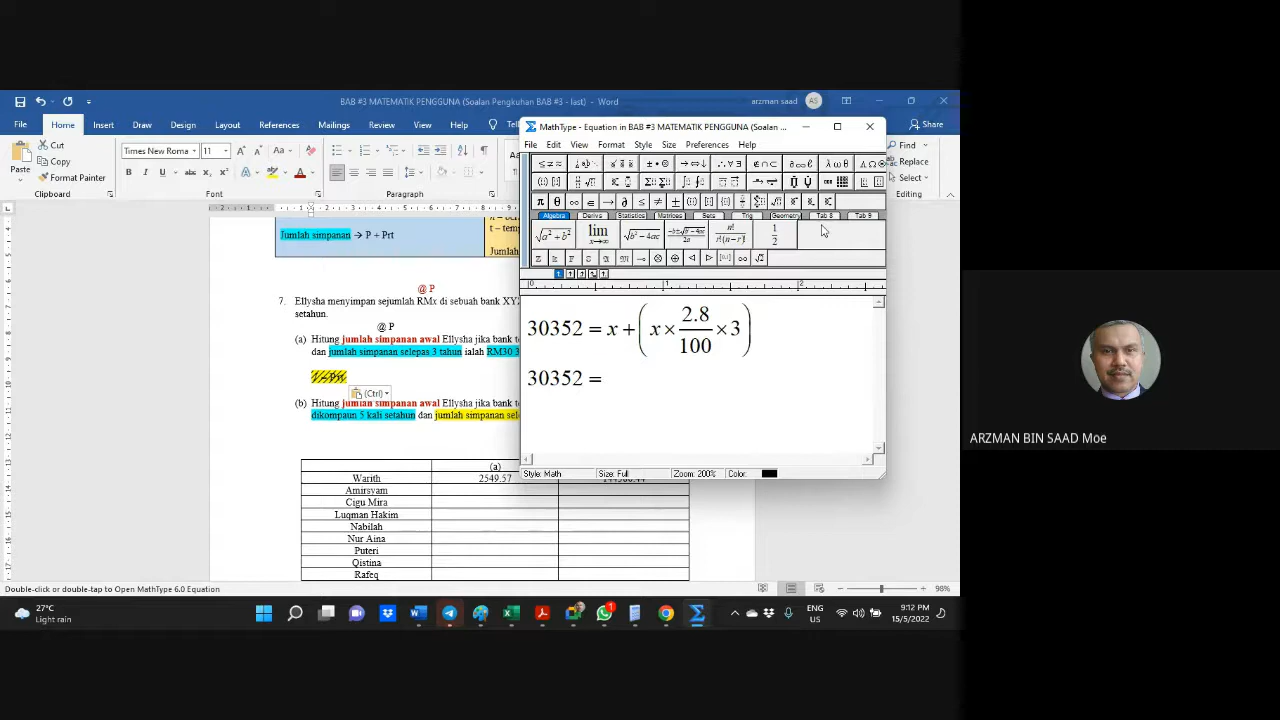 BAB #3 MATEMATIK PENGGUNA (Soalan Pengkuhan BAB #3 - fast) - Word
arzman saad AS
File Home Insert Draw Design Layout References Mailings Review View Help Tell
Share
Paste
Cut
Copy
Format Painter
Clipboard
Times New Roma 11
Font
Paragraph
Find
Replace
Select
Editing
MathType - Equation in BAB #3 MATEMATIK PENGGUNA (Soalan ...
File Edit View Format Style Size Preferences Help
Algebra Derivs Statistics Matrices Sets Trig Geometry Tab 8 Tab 9
30352 = x + ( x × 2.8/100 × 3 )
30352 =
Style: Math Size: Full Zoom: 200% Color:
Jumlah simpanan → P + Prt
Jumlah
@ P
7. Ellysha menyimpan sejumlah RMx di sebuah bank XY
setahun.
@ P
(a) Hitung jumlah simpanan awal Ellysha jika bank
dan jumlah simpanan selepas 3 tahun ialah RM30 3
(Ctrl)
(b) Hitung jumlah simpanan awal Ellysha jika bank
dikompaun 5 kali setahun dan jumlah simpanan sel
(a)
Warith 2549.57
Amirsyam
Cigu Mira
Luqman Hakim
Nabilah
Nur Aina
Puteri
Qistina
Rafeq
Double-click or double-tap to Open MathType 6.0 Equation
98%
27°C
Light rain
ENG
US
9:12 PM
15/5/2022
ARZMAN BIN SAAD Moe